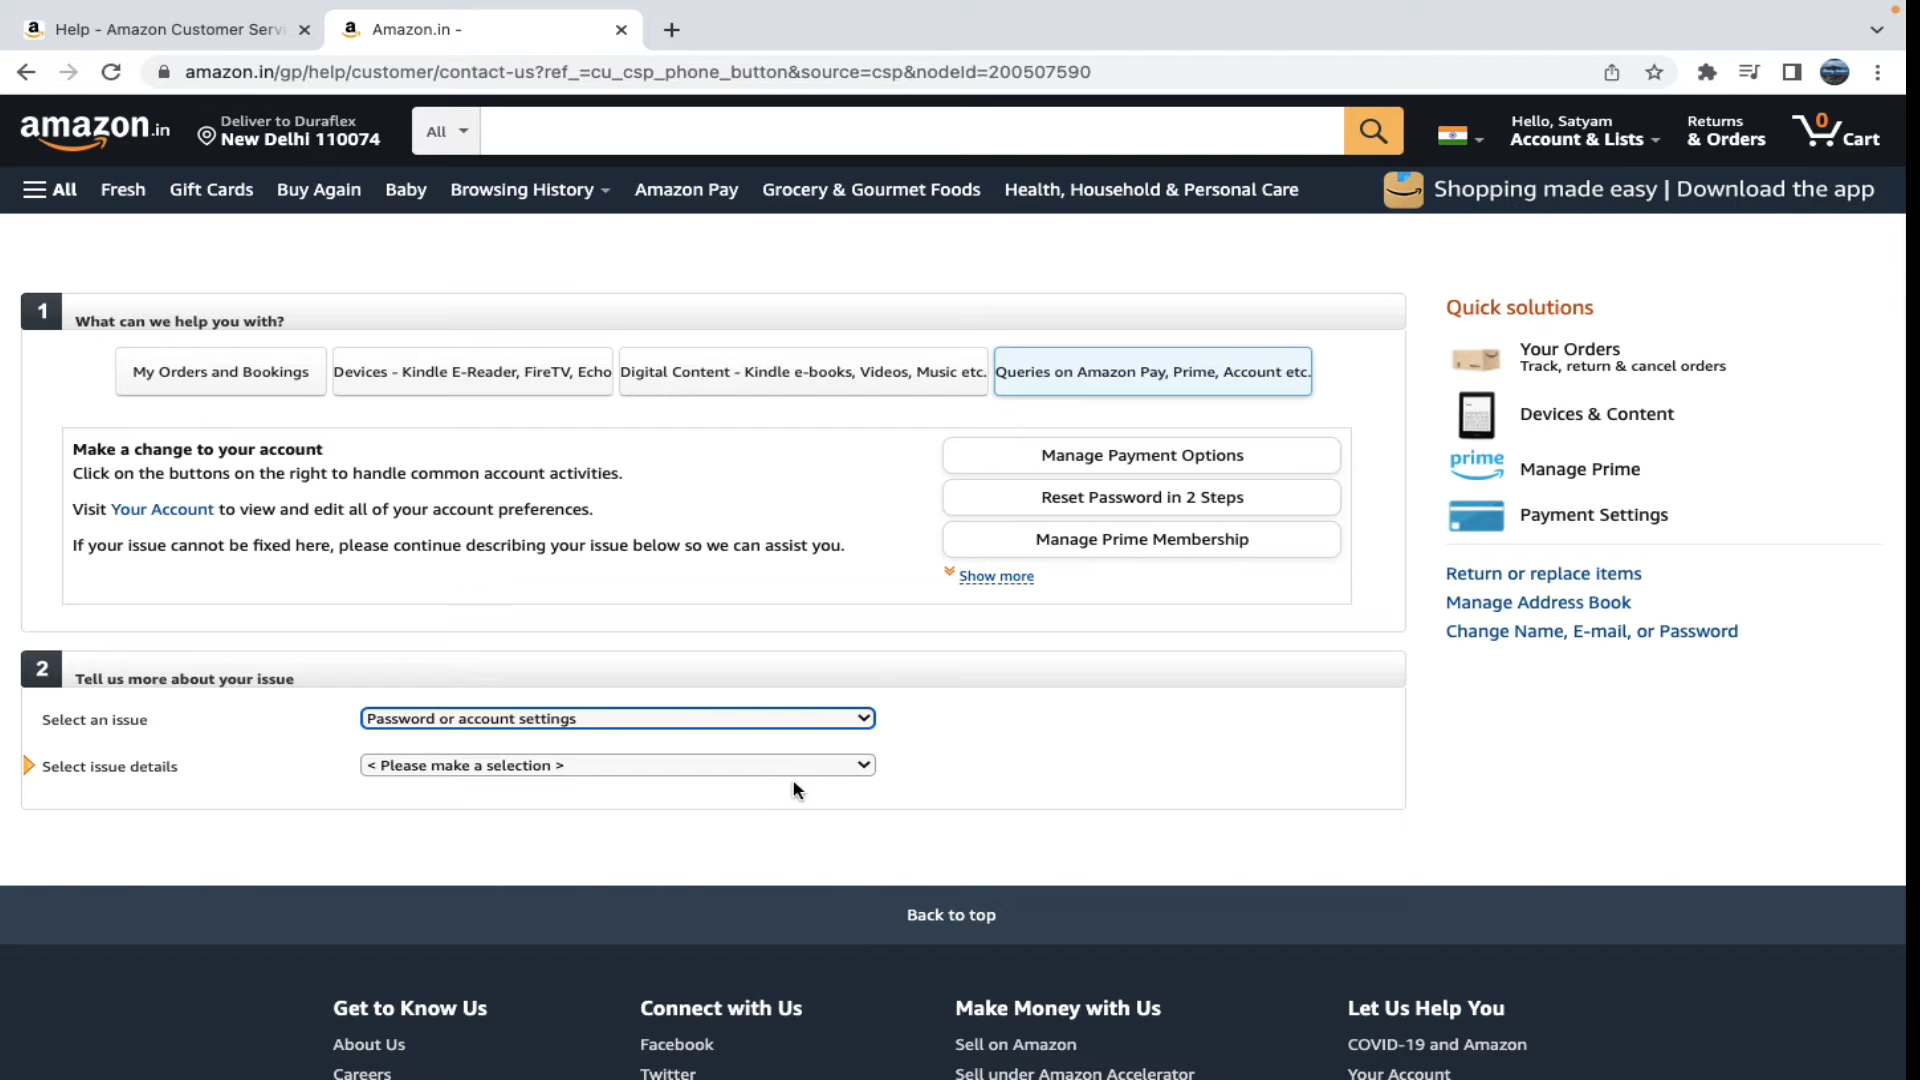 Help - Amazon Customer Servi
Amazon.in -
amazon.in/gp/help/customer/contact-us?ref_=cu_csp_phone_button&source=csp&nodeId=200507590
amazon.in
Deliver to Duraflex
New Delhi 110074
All
Hello, Satyam
Account & Lists
Returns
& Orders
0
Cart
All
Fresh
Gift Cards
Buy Again
Baby
Browsing History
Amazon Pay
Grocery & Gourmet Foods
Health, Household & Personal Care
Shopping made easy | Download the app
1
What can we help you with?
My Orders and Bookings
Devices - Kindle E-Reader, FireTV, Echo
Digital Content - Kindle e-books, Videos, Music etc.
Queries on Amazon Pay, Prime, Account etc.
Make a change to your account
Click on the buttons on the right to handle common account activities.
Visit Your Account to view and edit all of your account preferences.
If your issue cannot be fixed here, please continue describing your issue below so we can assist you.
Manage Payment Options
Reset Password in 2 Steps
Manage Prime Membership
Show more
2
Tell us more about your issue
Select an issue
Password or account settings
Select issue details
< Please make a selection >
Quick solutions
Your Orders
Track, return & cancel orders
Devices & Content
prime
Manage Prime
Payment Settings
Return or replace items
Manage Address Book
Change Name, E-mail, or Password
Back to top
Get to Know Us
About Us
Careers
Connect with Us
Facebook
Twitter
Make Money with Us
Sell on Amazon
Sell under Amazon Accelerator
Let Us Help You
COVID-19 and Amazon
Your Account